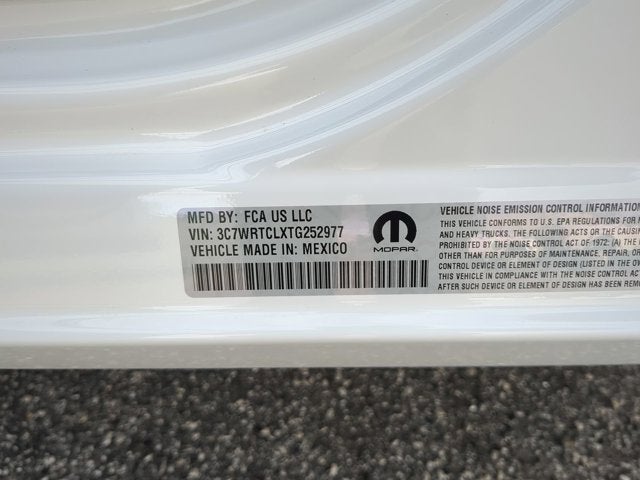 MFD BY: FCA US LLC
VIN: 3C7WRTCLXTG252977
VEHICLE MADE IN: MEXICO
MOPAR
VEHICLE NOISE EMISSION CONTROL INFORMATION
THIS VEHICLE CONFORMS TO U.S. EPA REGULATIONS FOR
AND HEAVY TRUCKS. THE FOLLOWING ACTS OR THE CAUSING
PROHIBITED BY THE NOISE CONTROL ACT OF 1972: (A) THE
OTHER THAN FOR PURPOSES OF MAINTENANCE, REPAIR, OR
CONTROL DEVICE OR ELEMENT OF DESIGN (LISTED IN THE
THIS VEHICLE IN COMPLIANCE WITH THE NOISE CONTROL ACT
AFTER SUCH DEVICE OR ELEMENT OF DESIGN HAS BEEN